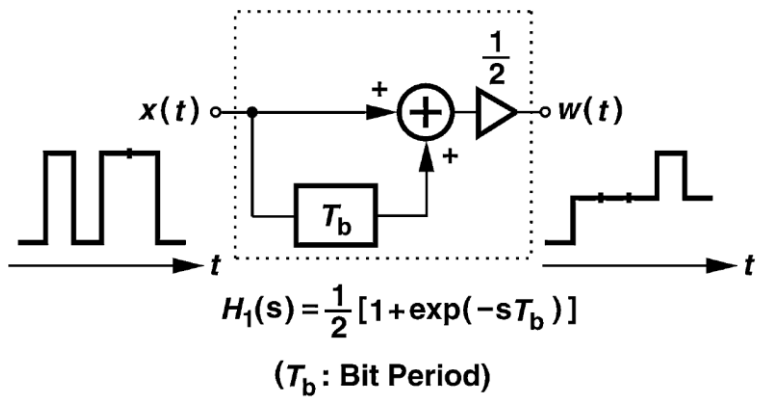 1/2
x(t)
+
+
w(t)
+
T_b
t
t
H_1(s) = 1/2 [1+exp(−sT_b)]
(T_b : Bit Period)